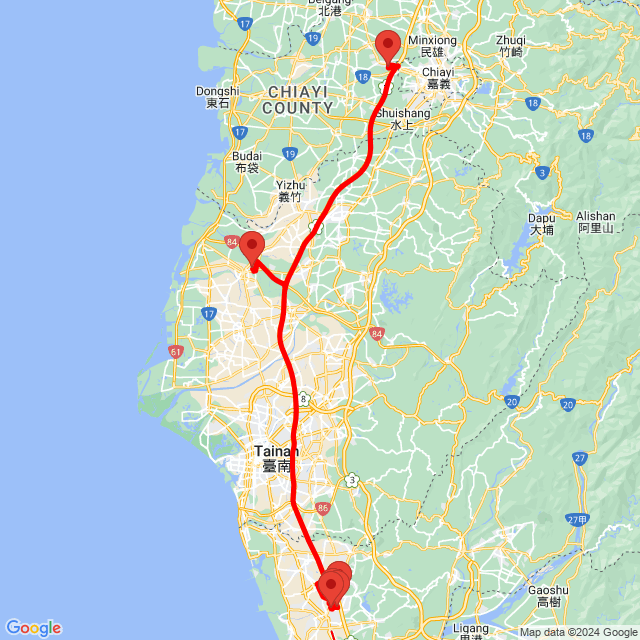 Beigang
北港
Minxiong
民雄
Zhuqi
竹崎
19
18
Chiayi
嘉義
Dongshi
東石
CHIAYI
COUNTY
18
Shuishang
水上
17
Budai
布袋
19
18
3
Yizhu
義竹
Dapu
大埔
Alishan
阿里山
84
17
84
61
8
20
20
Tainan
臺南
27
3
86
27甲
Gaoshu
高樹
Ligang
里港
Google
Map data ©2024 Google